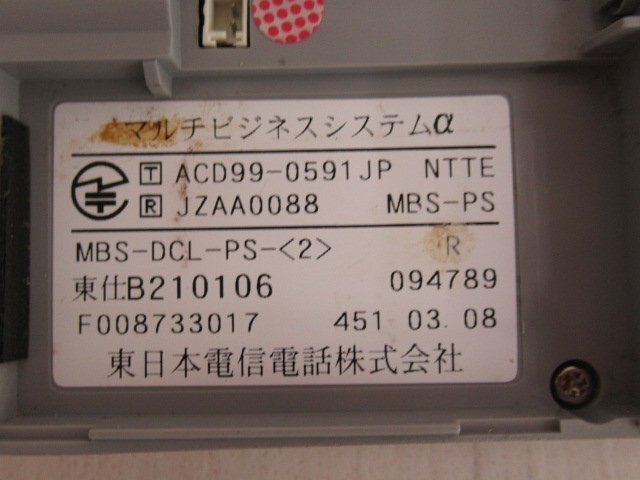 マルチビジネスシステムα
T ACD99-0591JP NTTE
R JZAA0088 MBS-PS
MBS-DCL-PS-<2> R
東仕B210106 094789
F008733017 451 03.08
東日本電信電話株式会社